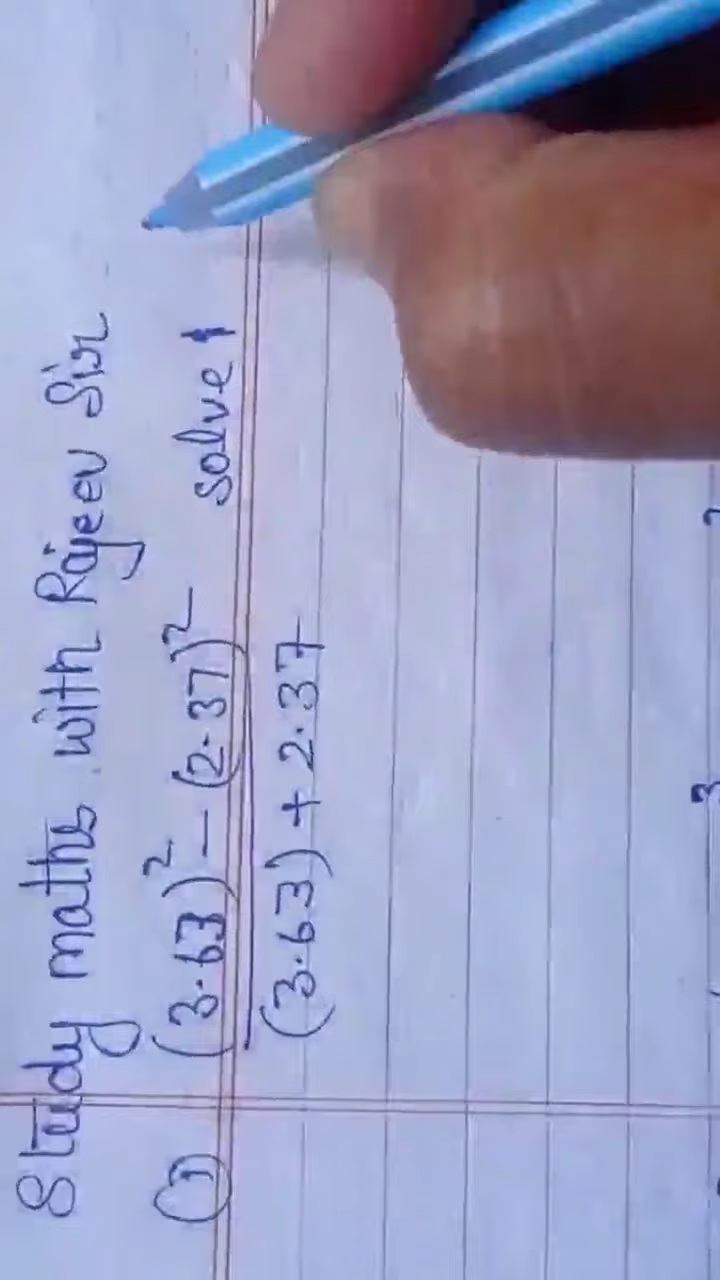 Study maths with Rajeev Sir
(1) (3.63)² - (2.37)² solve
(3.63) + 2.37